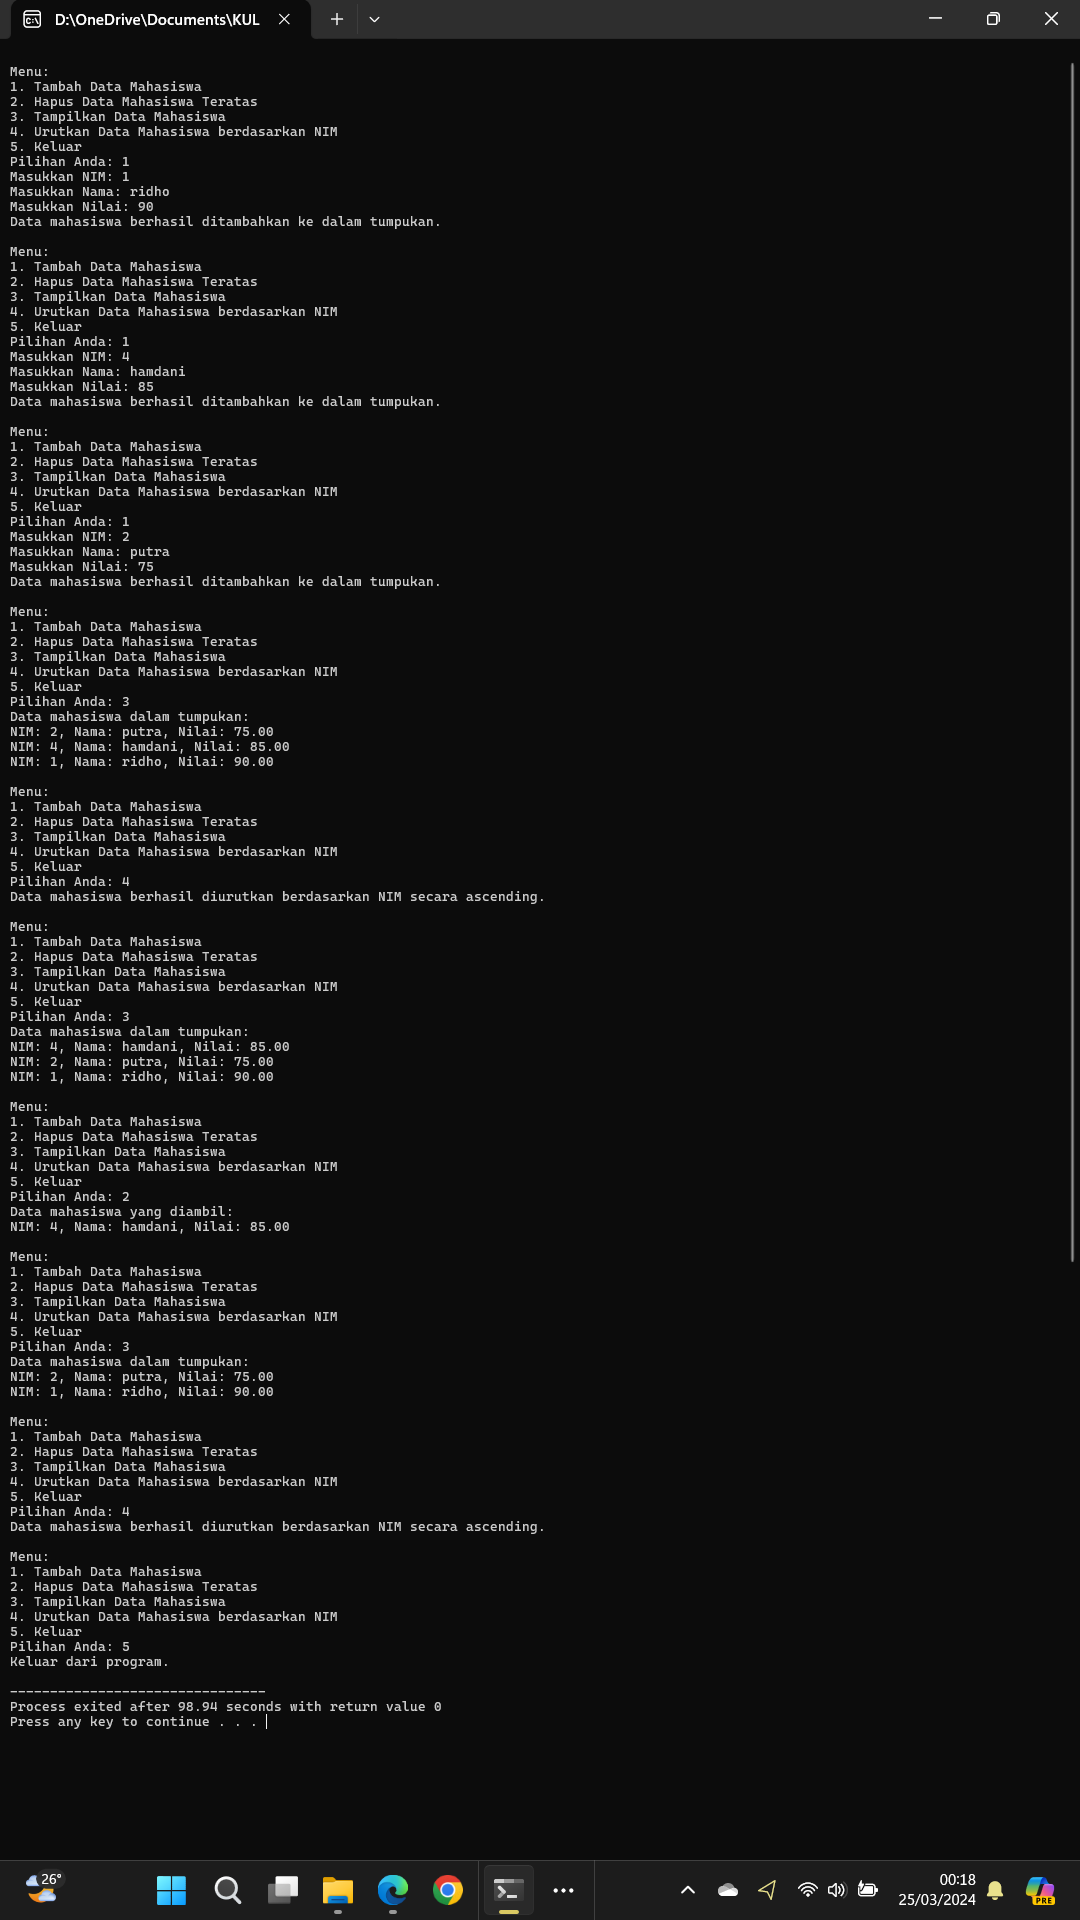 D:\OneDrive\Documents\KUL
Menu:
1. Tambah Data Mahasiswa
2. Hapus Data Mahasiswa Teratas
3. Tampilkan Data Mahasiswa
4. Urutkan Data Mahasiswa berdasarkan NIM
5. Keluar
Pilihan Anda: 1
Masukkan NIM: 1
Masukkan Nama: ridho
Masukkan Nilai: 90
Data mahasiswa berhasil ditambahkan ke dalam tumpukan.
Menu:
1. Tambah Data Mahasiswa
2. Hapus Data Mahasiswa Teratas
3. Tampilkan Data Mahasiswa
4. Urutkan Data Mahasiswa berdasarkan NIM
5. Keluar
Pilihan Anda: 1
Masukkan NIM: 4
Masukkan Nama: hamdani
Masukkan Nilai: 85
Data mahasiswa berhasil ditambahkan ke dalam tumpukan.
Menu:
1. Tambah Data Mahasiswa
2. Hapus Data Mahasiswa Teratas
3. Tampilkan Data Mahasiswa
4. Urutkan Data Mahasiswa berdasarkan NIM
5. Keluar
Pilihan Anda: 1
Masukkan NIM: 2
Masukkan Nama: putra
Masukkan Nilai: 75
Data mahasiswa berhasil ditambahkan ke dalam tumpukan.
Menu:
1. Tambah Data Mahasiswa
2. Hapus Data Mahasiswa Teratas
3. Tampilkan Data Mahasiswa
4. Urutkan Data Mahasiswa berdasarkan NIM
5. Keluar
Pilihan Anda: 3
Data mahasiswa dalam tumpukan:
NIM: 2, Nama: putra, Nilai: 75.00
NIM: 4, Nama: hamdani, Nilai: 85.00
NIM: 1, Nama: ridho, Nilai: 90.00
Menu:
1. Tambah Data Mahasiswa
2. Hapus Data Mahasiswa Teratas
3. Tampilkan Data Mahasiswa
4. Urutkan Data Mahasiswa berdasarkan NIM
5. Keluar
Pilihan Anda: 4
Data mahasiswa berhasil diurutkan berdasarkan NIM secara ascending.
Menu:
1. Tambah Data Mahasiswa
2. Hapus Data Mahasiswa Teratas
3. Tampilkan Data Mahasiswa
4. Urutkan Data Mahasiswa berdasarkan NIM
5. Keluar
Pilihan Anda: 3
Data mahasiswa dalam tumpukan:
NIM: 4, Nama: hamdani, Nilai: 85.00
NIM: 2, Nama: putra, Nilai: 75.00
NIM: 1, Nama: ridho, Nilai: 90.00
Menu:
1. Tambah Data Mahasiswa
2. Hapus Data Mahasiswa Teratas
3. Tampilkan Data Mahasiswa
4. Urutkan Data Mahasiswa berdasarkan NIM
5. Keluar
Pilihan Anda: 2
Data mahasiswa yang diambil:
NIM: 4, Nama: hamdani, Nilai: 85.00
Menu:
1. Tambah Data Mahasiswa
2. Hapus Data Mahasiswa Teratas
3. Tampilkan Data Mahasiswa
4. Urutkan Data Mahasiswa berdasarkan NIM
5. Keluar
Pilihan Anda: 3
Data mahasiswa dalam tumpukan:
NIM: 2, Nama: putra, Nilai: 75.00
NIM: 1, Nama: ridho, Nilai: 90.00
Menu:
1. Tambah Data Mahasiswa
2. Hapus Data Mahasiswa Teratas
3. Tampilkan Data Mahasiswa
4. Urutkan Data Mahasiswa berdasarkan NIM
5. Keluar
Pilihan Anda: 4
Data mahasiswa berhasil diurutkan berdasarkan NIM secara ascending.
Menu:
1. Tambah Data Mahasiswa
2. Hapus Data Mahasiswa Teratas
3. Tampilkan Data Mahasiswa
4. Urutkan Data Mahasiswa berdasarkan NIM
5. Keluar
Pilihan Anda: 5
Keluar dari program.
--------------------------------
Process exited after 98.94 seconds with return value 0
Press any key to continue . . .
26°
00:18
25/03/2024
PRE